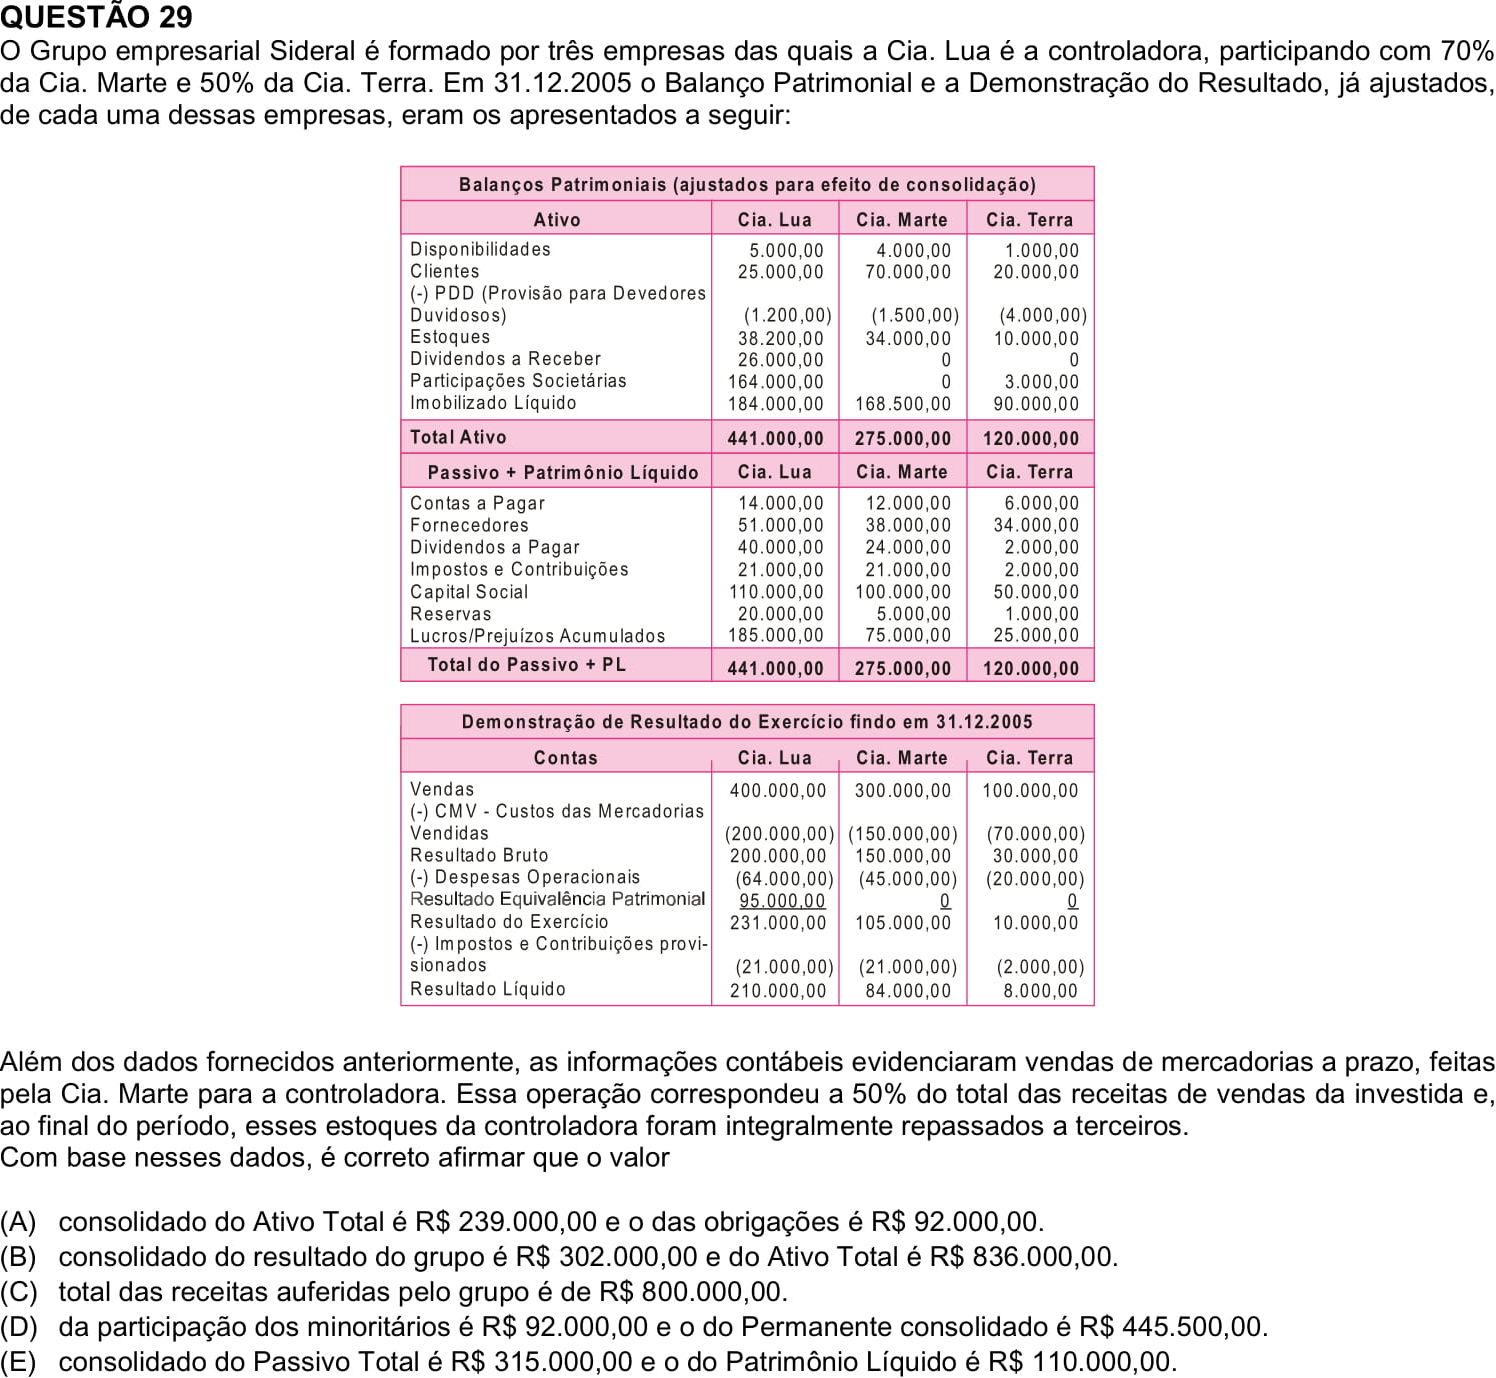 QUESTÃO 29
O Grupo empresarial Sideral é formado por três empresas das quais a Cia. Lua é a controladora, participando com 70%
da Cia. Marte e 50% da Cia. Terra. Em 31.12.2005 o Balanço Patrimonial e a Demonstração do Resultado, já ajustados,
de cada uma dessas empresas, eram os apresentados a seguir:
Balanços Patrimoniais (ajustados para efeito de consolidação)
Ativo Cia. Lua Cia. Marte Cia. Terra
Disponibilidades 5.000,00 4.000,00 1.000,00
Clientes 25.000,00 70.000,00 20.000,00
(-) PDD (Provisão para Devedores
Duvidosos) (1.200,00) (1.500,00) (4.000,00)
Estoques 38.200,00 34.000,00 10.000,00
Dividendos a Receber 26.000,00 0 0
Participações Societárias 164.000,00 0 3.000,00
Imobilizado Líquido 184.000,00 168.500,00 90.000,00
Total Ativo 441.000,00 275.000,00 120.000,00
Passivo + Patrimônio Líquido Cia. Lua Cia. Marte Cia. Terra
Contas a Pagar 14.000,00 12.000,00 6.000,00
Fornecedores 51.000,00 38.000,00 34.000,00
Dividendos a Pagar 40.000,00 24.000,00 2.000,00
Impostos e Contribuições 21.000,00 21.000,00 2.000,00
Capital Social 110.000,00 100.000,00 50.000,00
Reservas 20.000,00 5.000,00 1.000,00
Lucros/Prejuízos Acumulados 185.000,00 75.000,00 25.000,00
Total do Passivo + PL 441.000,00 275.000,00 120.000,00
Demonstração de Resultado do Exercício findo em 31.12.2005
Contas Cia. Lua Cia. Marte Cia. Terra
Vendas 400.000,00 300.000,00 100.000,00
(-) CMV - Custos das Mercadorias
Vendidas (200.000,00) (150.000,00) (70.000,00)
Resultado Bruto 200.000,00 150.000,00 30.000,00
(-) Despesas Operacionais (64.000,00) (45.000,00) (20.000,00)
Resultado Equivalência Patrimonial 95.000,00 0 0
Resultado do Exercício 231.000,00 105.000,00 10.000,00
(-) Impostos e Contribuições provi-
sionados (21.000,00) (21.000,00) (2.000,00)
Resultado Líquido 210.000,00 84.000,00 8.000,00
Além dos dados fornecidos anteriormente, as informações contábeis evidenciaram vendas de mercadorias a prazo, feitas
pela Cia. Marte para a controladora. Essa operação correspondeu a 50% do total das receitas de vendas da investida e,
ao final do período, esses estoques da controladora foram integralmente repassados a terceiros.
Com base nesses dados, é correto afirmar que o valor
(A) consolidado do Ativo Total é R$ 239.000,00 e o das obrigações é R$ 92.000,00.
(B) consolidado do resultado do grupo é R$ 302.000,00 e do Ativo Total é R$ 836.000,00.
(C) total das receitas auferidas pelo grupo é de R$ 800.000,00.
(D) da participação dos minoritários é R$ 92.000,00 e o do Permanente consolidado é R$ 445.500,00.
(E) consolidado do Passivo Total é R$ 315.000,00 e o do Patrimônio Líquido é R$ 110.000,00.